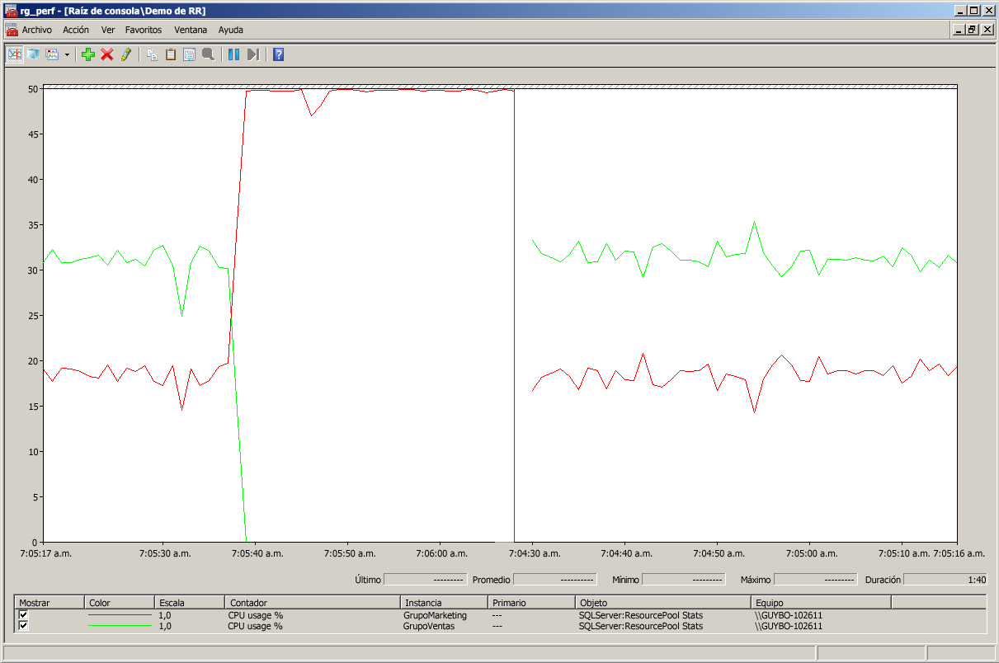 rg_perf - [Raíz de consola\Demo de RR]
Archivo Acción Ver Favoritos Ventana Ayuda
50
45
40
35
30
25
20
15
10
5
0
7:05:17 a.m. 7:05:30 a.m. 7:05:40 a.m. 7:05:50 a.m. 7:06:00 a.m. 7:04:30 a.m. 7:04:40 a.m. 7:04:50 a.m. 7:05:00 a.m. 7:05:10 a.m. 7:05:16 a.m.
Último --------- Promedio --------- Mínimo --------- Máximo --------- Duración 1:40
Mostrar Color Escala Contador Instancia Primario Objeto Equipo
1,0 CPU usage % GrupoMarketing --- SQLServer:ResourcePool Stats \\GUYBO-102611
1,0 CPU usage % GrupoVentas --- SQLServer:ResourcePool Stats \\GUYBO-102611